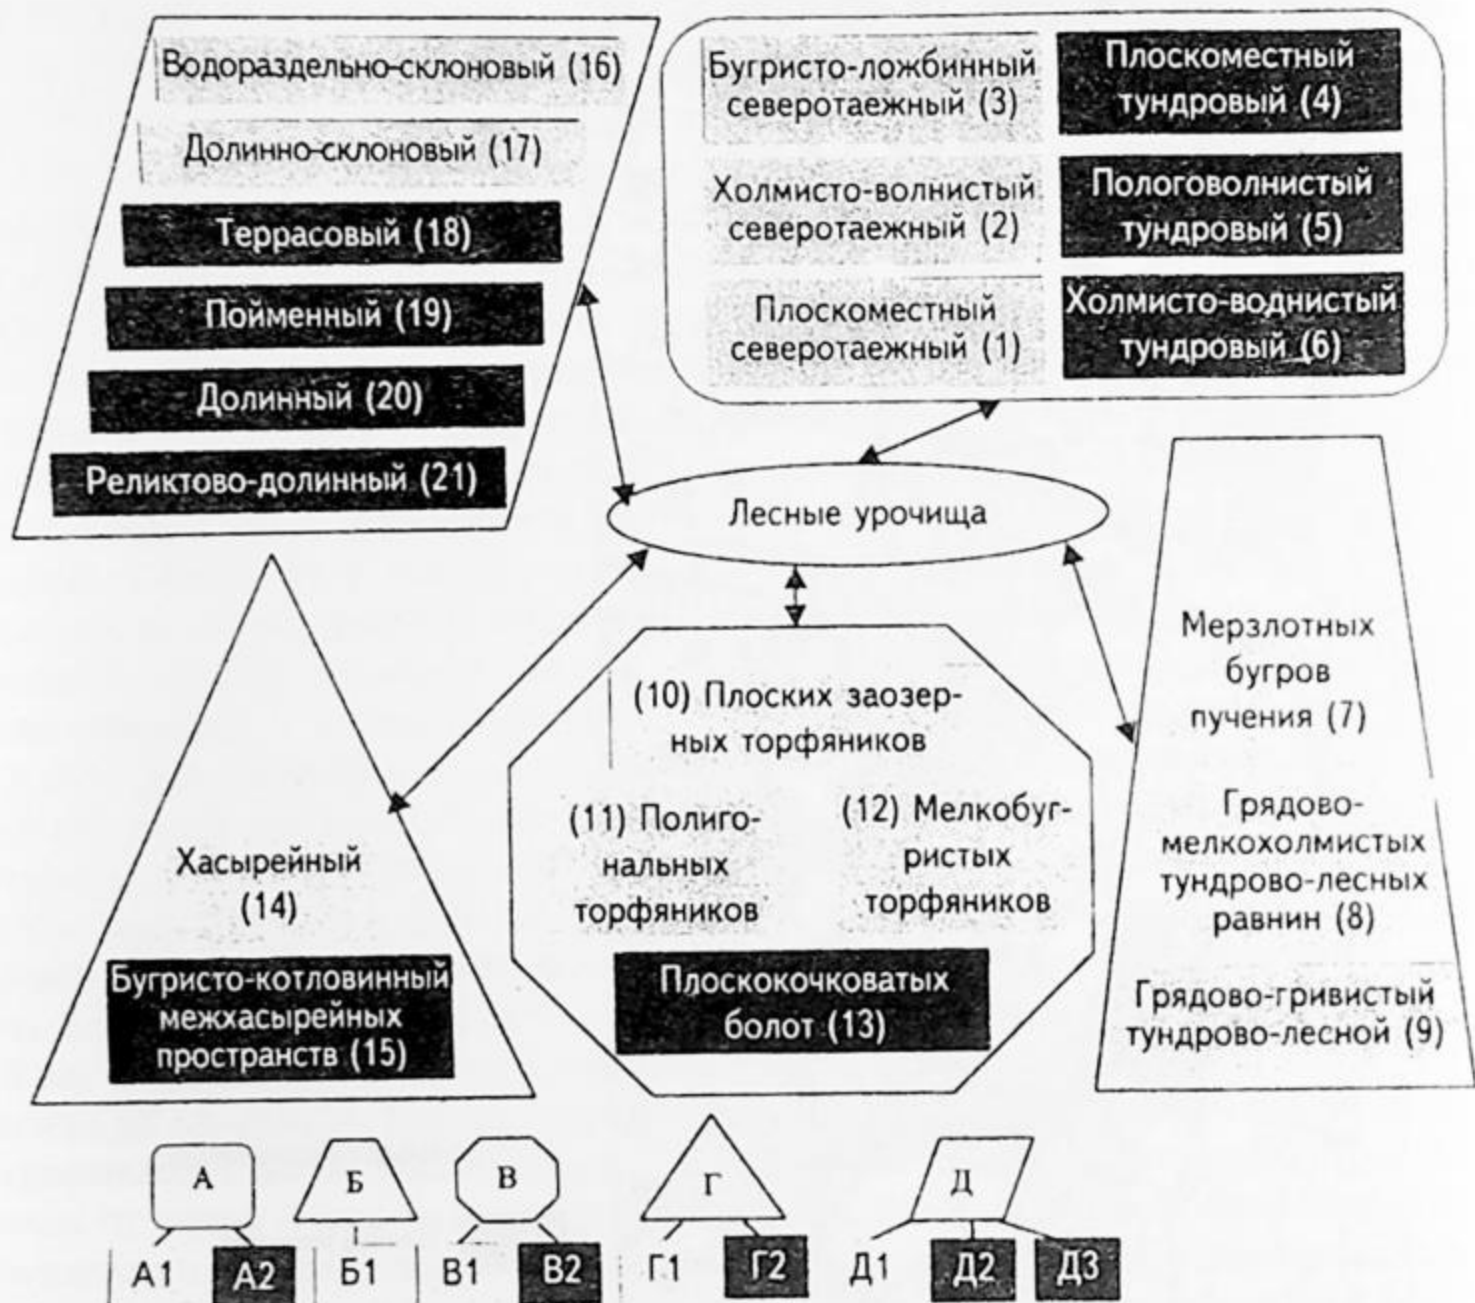 Водораздельно-склоновый (16)
Долинно-склоновый (17)
Террасовый (18)
Пойменный (19)
Долинный (20)
Реликтово-долинный (21)
Бугристо-ложбинный
северотаежный (3)
Плоскоместный
тундровый (4)
Холмисто-волнистый
северотаежный (2)
Пологоволнистый
тундровый (5)
Плоскоместный
северотаежный (1)
Холмисто-воднистый
тундровый (6)
Лесные урочища
Хасырейный
(14)
Бугристо-котловинный
межхасырейных
пространств (15)
(10) Плоских заозер-
ных торфяников
(11) Полиго-
нальных
торфяников
(12) Мелкобуг-
ристых
торфяников
Плоскокочковатых
болот (13)
Мерзлотных
бугров
пучения (7)
Грядово-
мелкохолмистых
тундрово-лесных
равнин (8)
Грядово-гривистый
тундрово-лесной (9)
А Б В Г Д
А1 А2 Б1 В1 В2 Г1 Г2 Д1 Д2 Д3